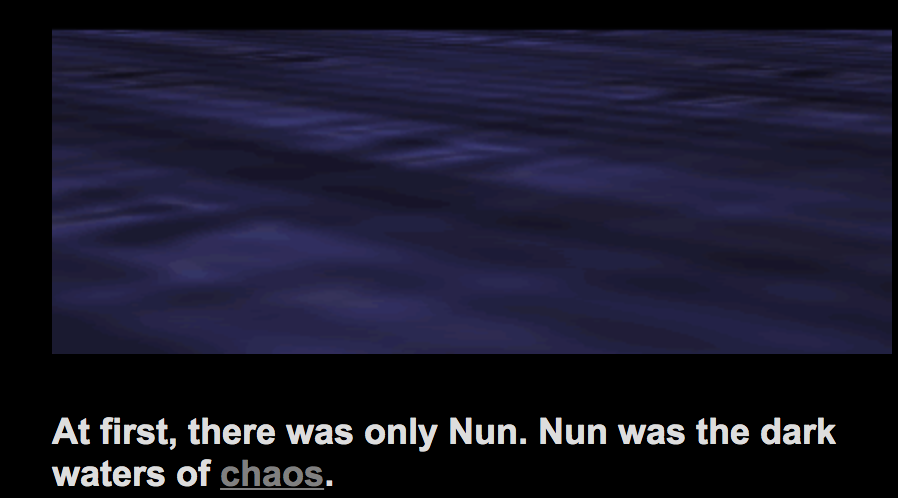 At first, there was only Nun. Nun was the dark
waters of chaos.